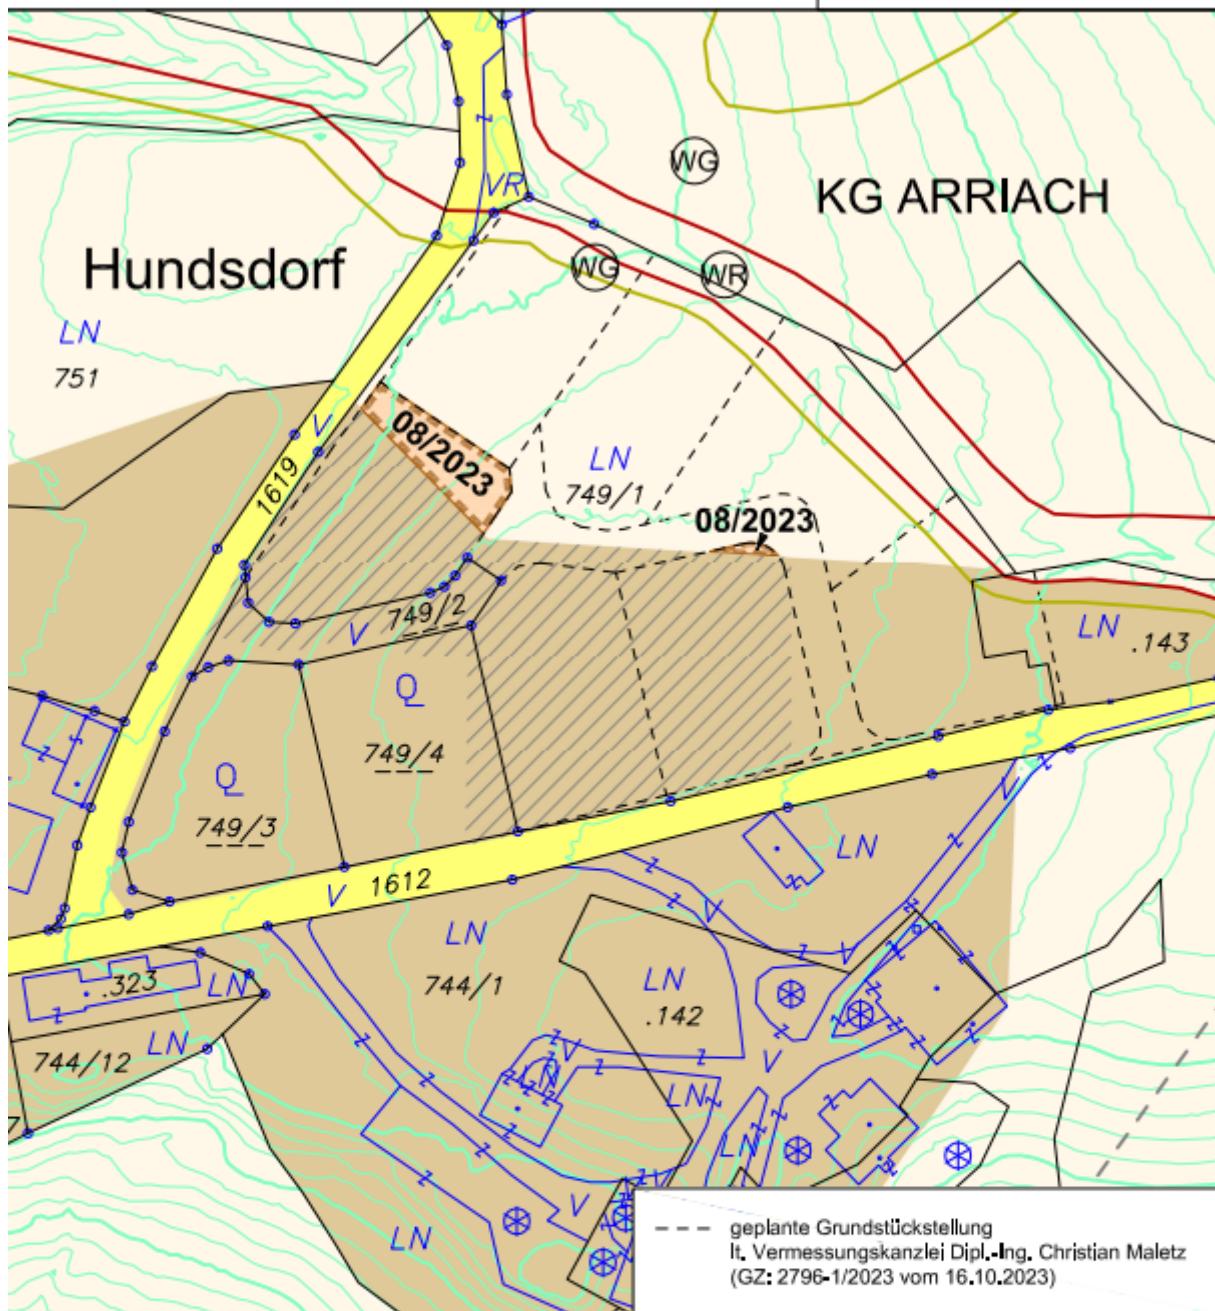 VR
WG
KG ARRIACH
Hundsdorf
WG
WR
LN
751
V
1619
08/2023
LN
749/1
08/2023
749/2
V
LN
.143
Q
749/4
Q
749/3
V
1612
LN
V
LN
744/1
V
V
LN
.142
.323
LN
LN
744/12
V
LN
LN
V
LN
V
V
LN
geplante Grundstückstellung
lt. Vermessungskanzlei Dipl.-Ing. Christian Maletz
(GZ: 2796-1/2023 vom 16.10.2023)